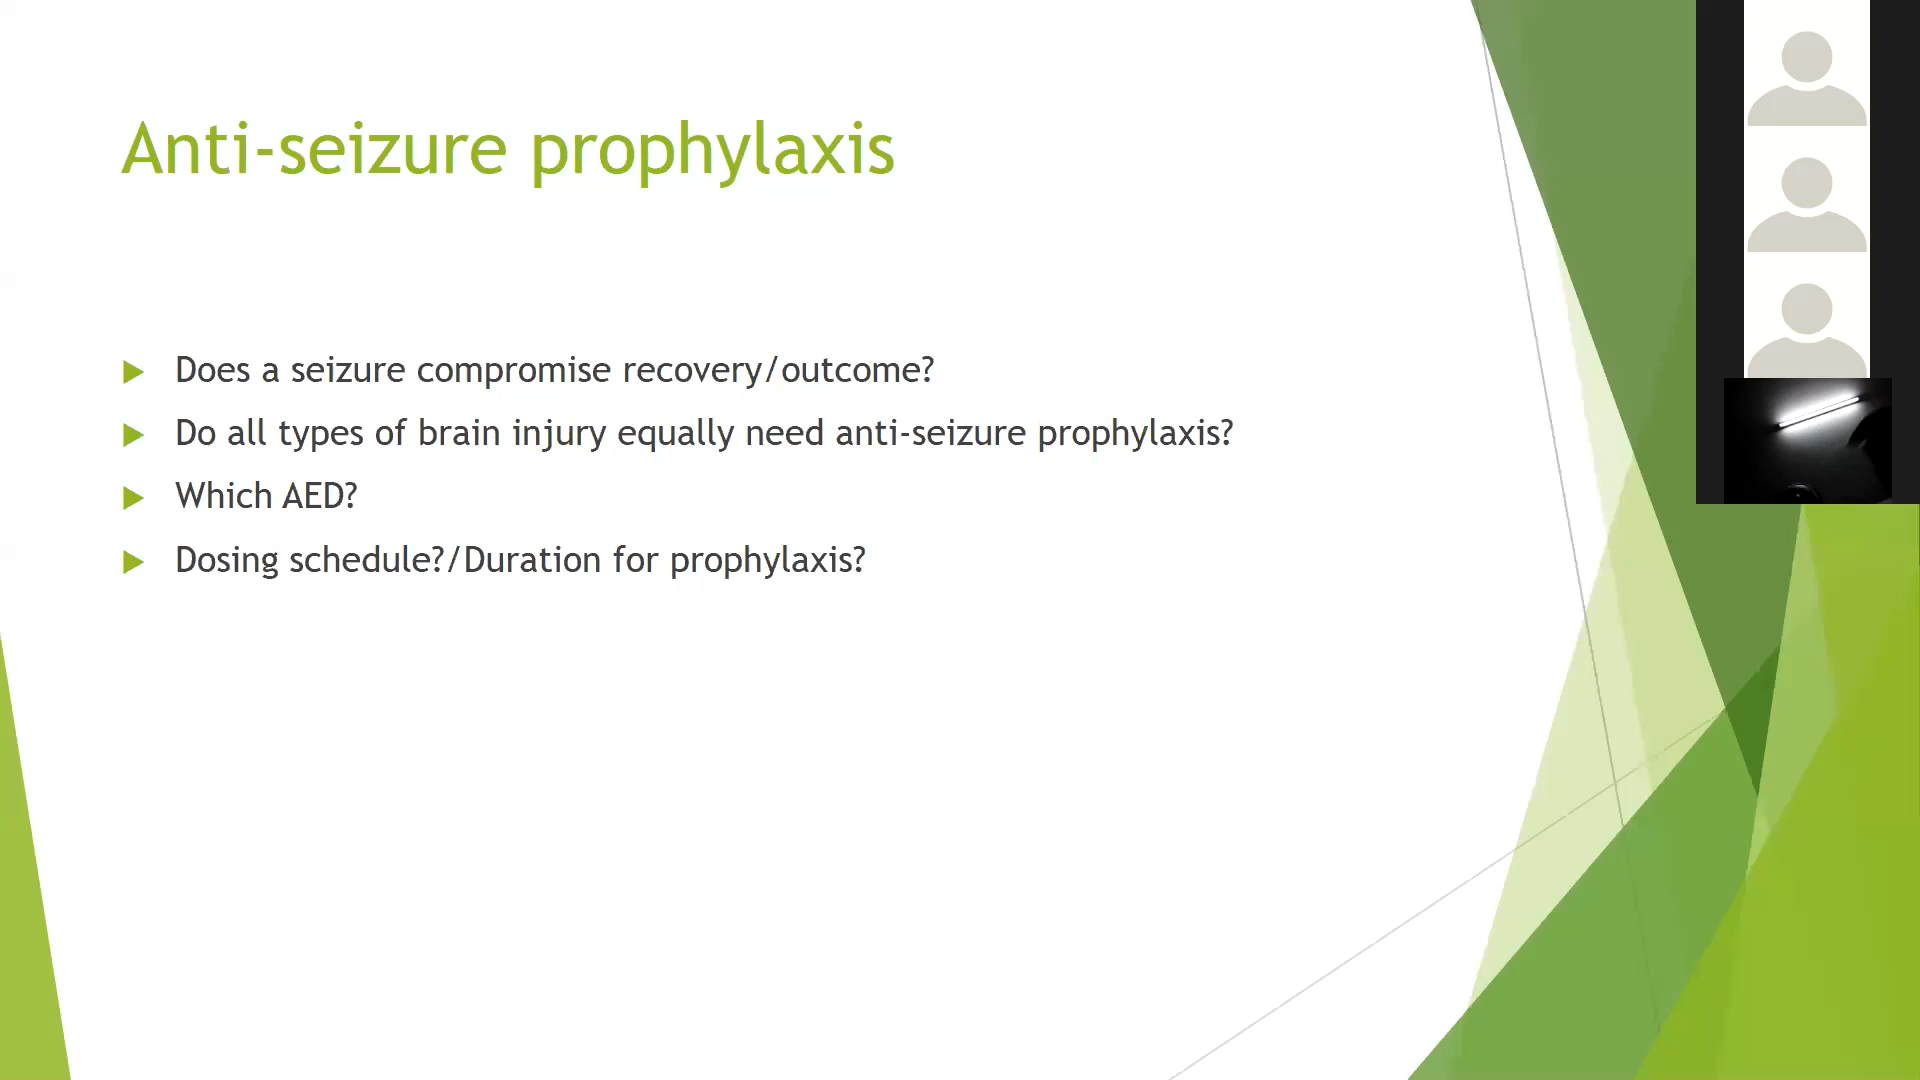 Anti-seizure prophylaxis
Does a seizure compromise recovery/outcome?
Do all types of brain injury equally need anti-seizure prophylaxis?
Which AED?
Dosing schedule?/Duration for prophylaxis?